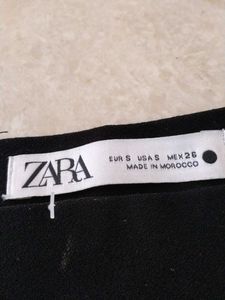 ZARA
EUR S USA S MEX 26
MADE IN MOROCCO